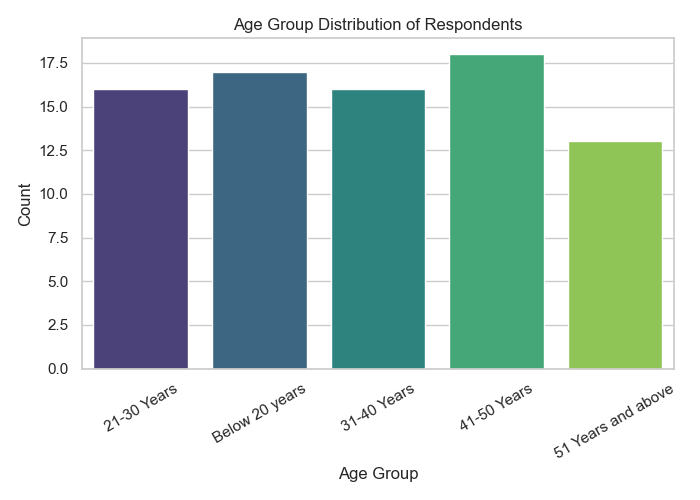 Age Group Distribution of Respondents
Count
17.5
15.0
12.5
10.0
7.5
5.0
2.5
0.0
21-30 Years
Below 20 years
31-40 Years
41-50 Years
51 Years and above
Age Group